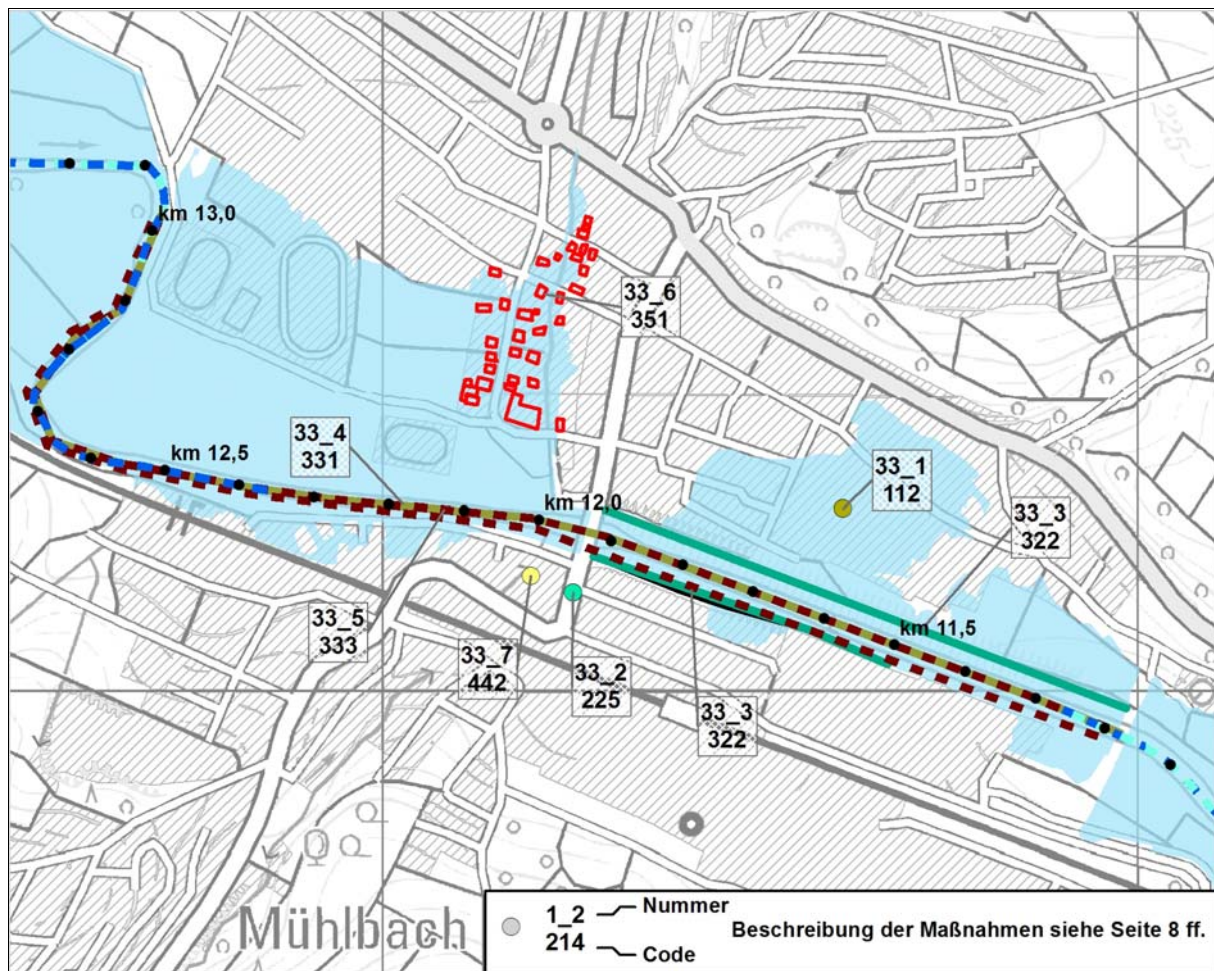 225
km 13,0
33_6
351
33_4
331
km 12,5
33_1
112
km 12,0
33_3
322
km 11,5
33_5
333
33_7
442
33_2
225
33_3
322
Mühlbach
1_2
214
Nummer
Code
Beschreibung der Maßnahmen siehe Seite 8 ff.